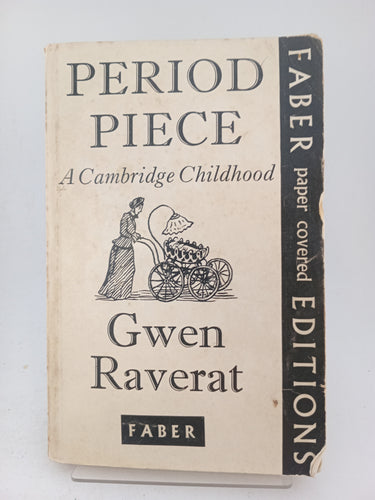 PERIOD
PIECE
A Cambridge Childhood
Gwen
Raverat
FABER
FABER paper covered EDITIONS